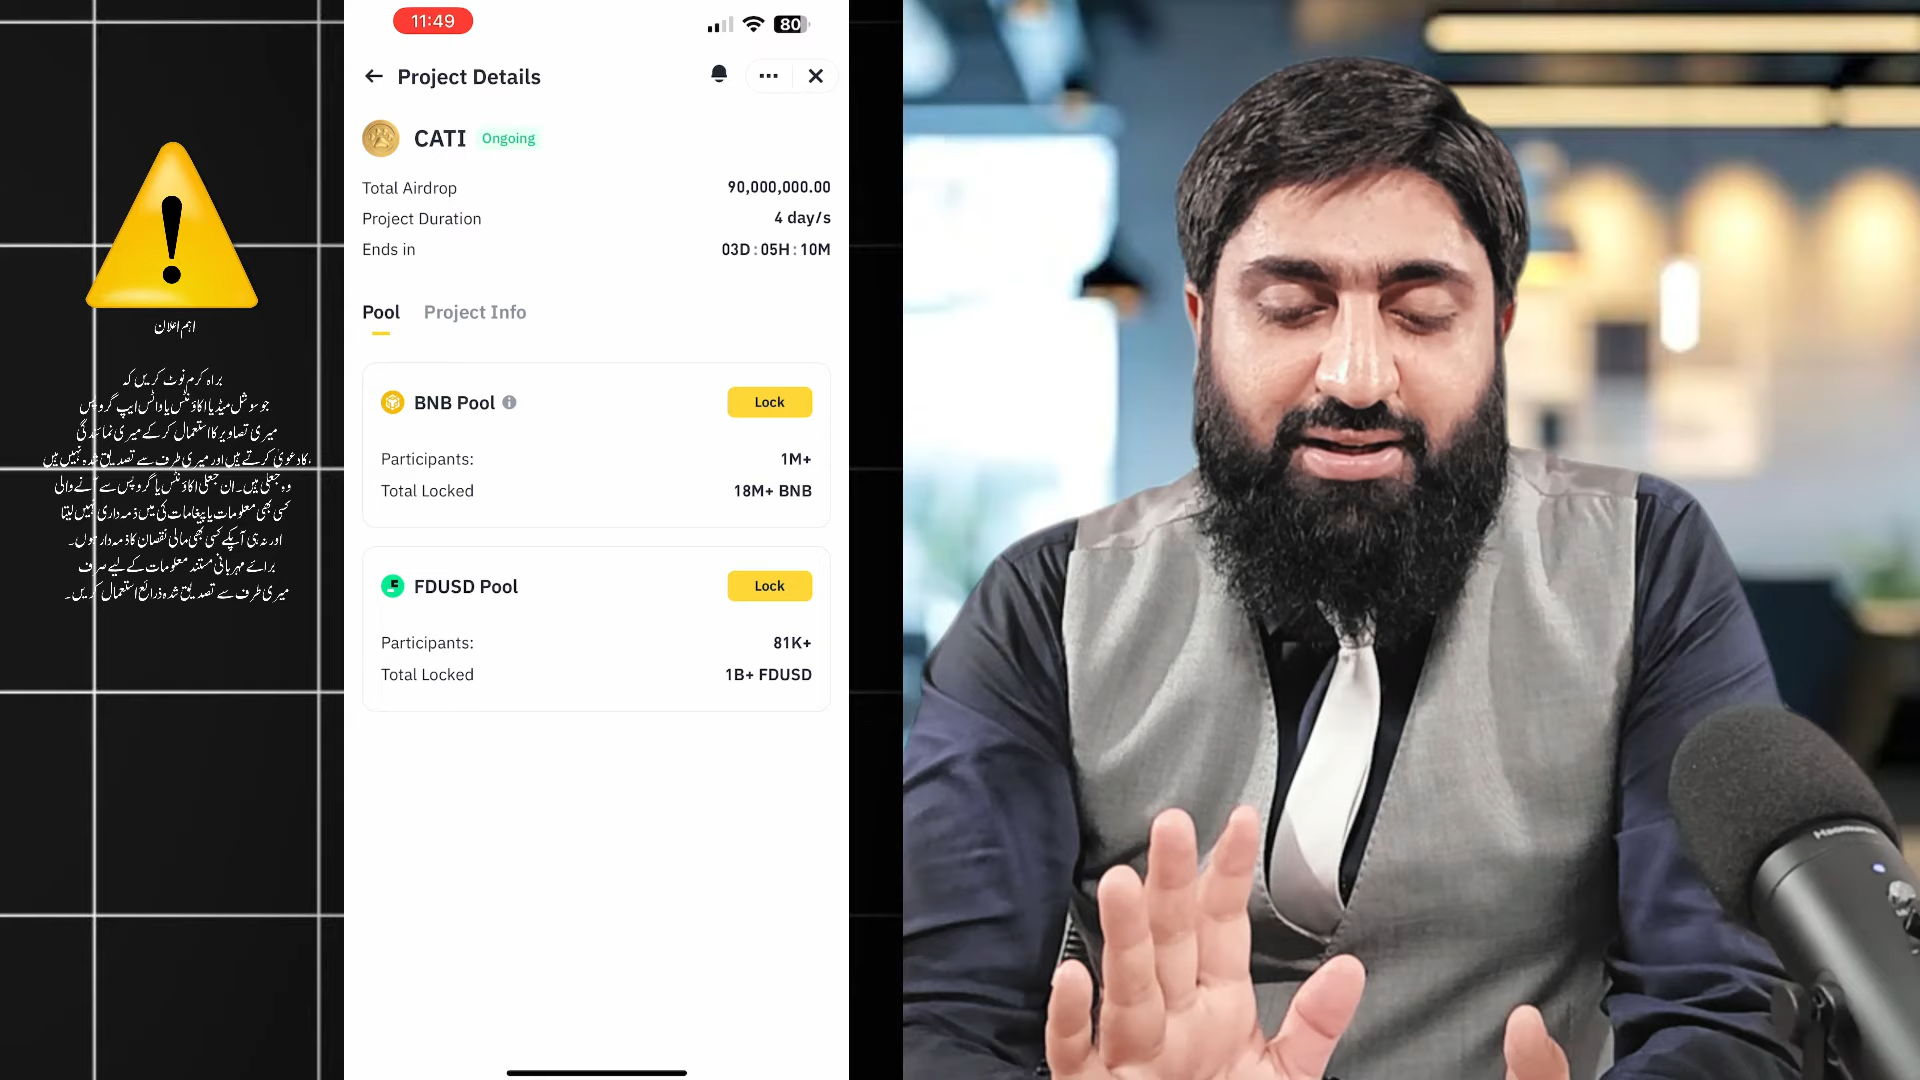 اہم اعلان
براہ کرم نوٹ کریں کہ
جو سوشل میڈیا اکاؤنٹس یا واٹس ایپ گروپس
میری تصاویر کا استعمال کر کے میری نمائندگی
کا دعویٰ کرتے ہیں اور میری طرف سے تصدیق شدہ نہیں ہیں،
وہ جعلی ہیں۔ ان جعلی اکاؤنٹس یا گروپس سے آنے والی
کسی بھی معلومات یا پیغامات کی میں ذمہ داری نہیں لیتا
اور نہ ہی آپکے کسی بھی مالی نقصان کا ذمہ دار ہوں۔
برائے مہربانی مستند معلومات کے لیے صرف
میری طرف سے تصدیق شدہ ذرائع استعمال کریں۔
11:49
80
Project Details
CATI Ongoing
Total Airdrop 90,000,000.00
Project Duration 4 day/s
Ends in 03D : 05H : 10M
Pool Project Info
BNB Pool Lock
Participants: 1M+
Total Locked 18M+ BNB
FDUSD Pool Lock
Participants: 81K+
Total Locked 1B+ FDUSD